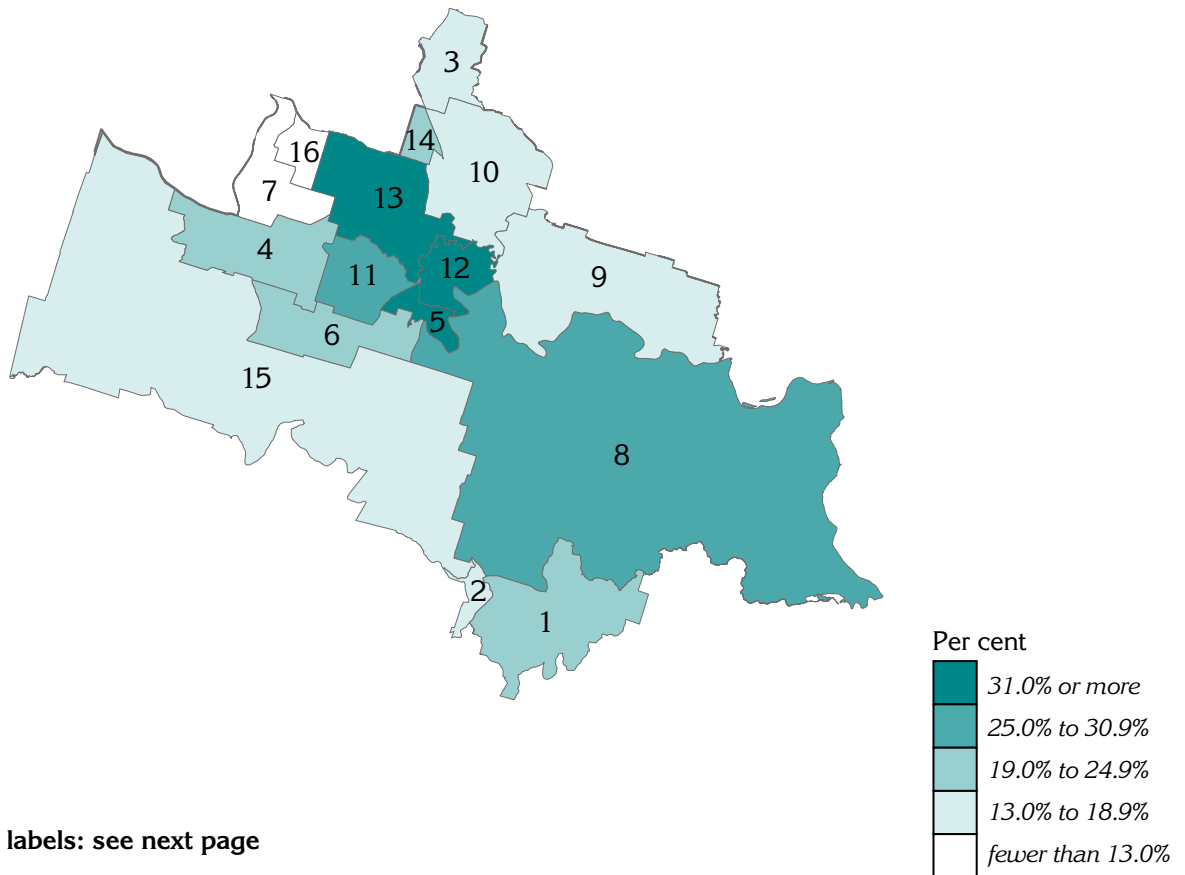 3
14
16
10
7
13
4
12
11
9
5
6
15
8
2
1
Per cent
31.0% or more
25.0% to 30.9%
19.0% to 24.9%
13.0% to 18.9%
fewer than 13.0%
labels: see next page